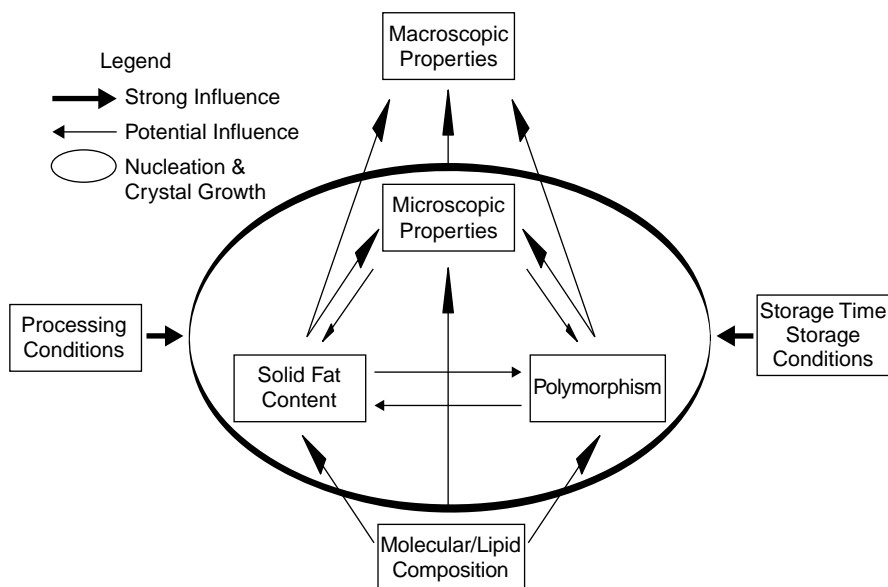 Macroscopic
Properties
Legend
Strong Influence
Potential Influence
Nucleation &
Crystal Growth
Microscopic
Properties
Processing
Conditions
Storage Time
Storage
Conditions
Solid Fat
Content
Polymorphism
Molecular/Lipid
Composition